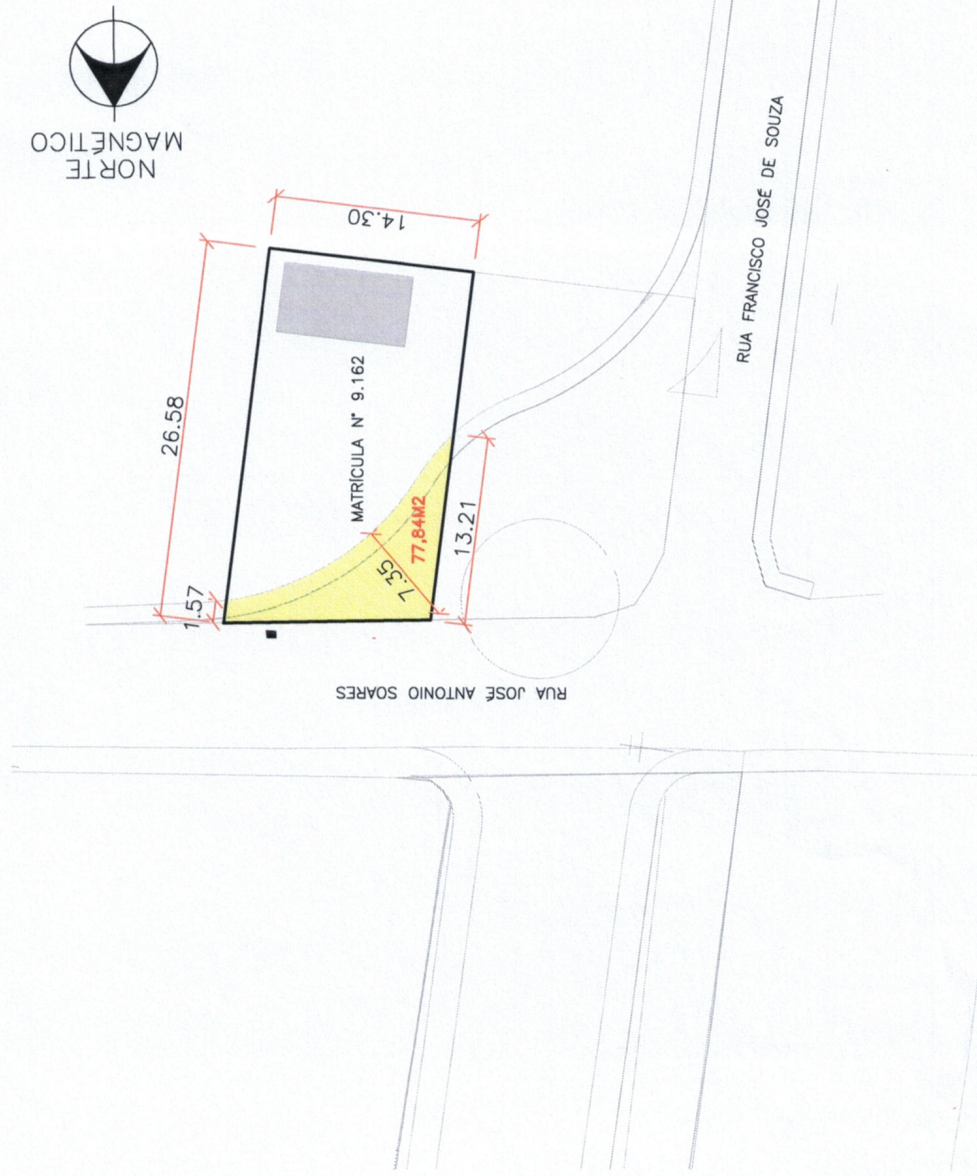 NORTE
MAGNÉTICO
14.30
26.58
MATRÍCULA N° 9.162
1.57
7.35
77,84M2
13.21
RUA FRANCISCO JOSÉ DE SOUZA
RUA JOSÉ ANTONIO SOARES